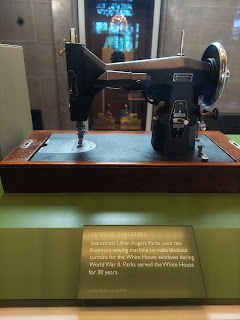 SEWING MACHINE
Seamstress Lillian Rogers Parks used this
Kenmore sewing machine to make blackout
curtains for the White House windows during
World War II. Parks served the White House
for 30 years.